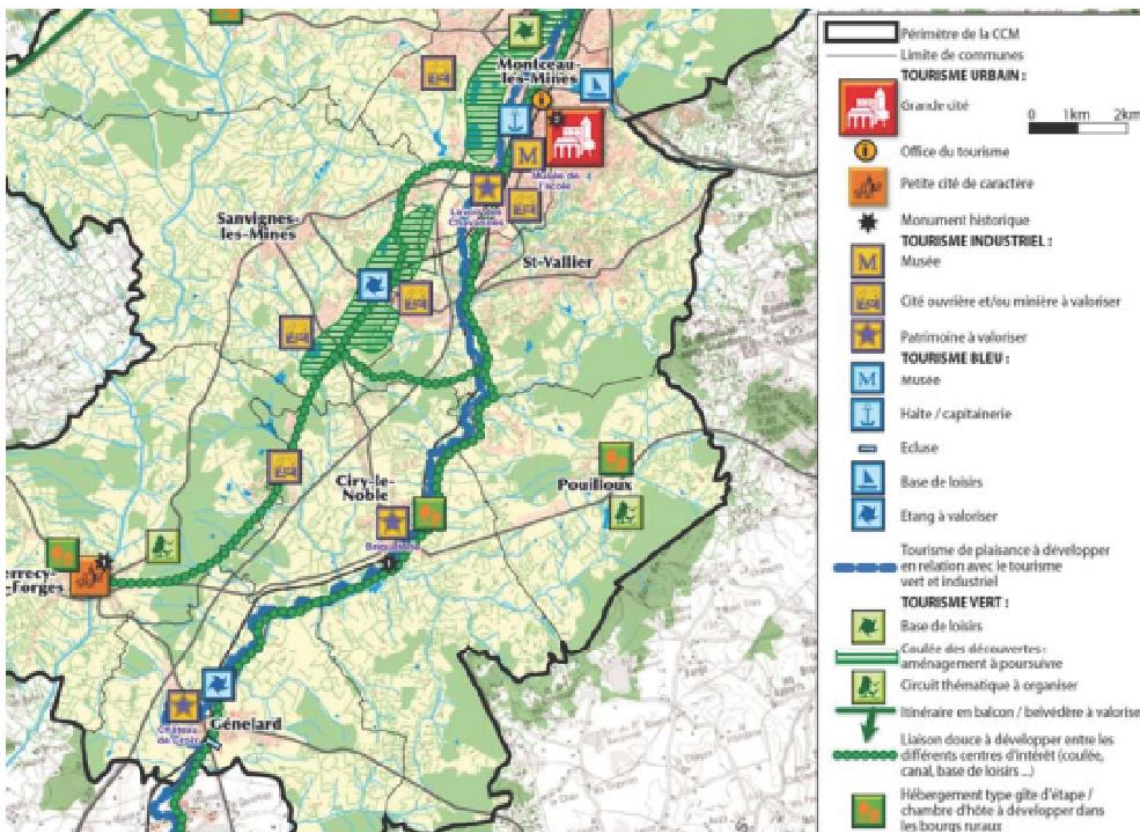 Montceau-
les-Mines
Musée de
l'école
Sanvignes-
les-Mines
St-Vallier
Ciry-le-
Noble
Pouilloux
errecy-
-Forges
Génelard
Château
de Croix
Périmètre de la CCM
Limite de communes
TOURISME URBAIN :
Grande cité
0 1km 2km
Office du tourisme
Petite cité de caractère
Monument historique
TOURISME INDUSTRIEL :
M
Musée
Cité ouvrière et/ou minière à valoriser
Patrimoine à valoriser
TOURISME BLEU :
M
Musée
Halte / capitainerie
Ecluse
Base de loisirs
Etang à valoriser
Tourisme de plaisance à développer
en relation avec le tourisme
vert et industriel
TOURISME VERT :
Base de loisirs
Coulée des découvertes :
aménagement à poursuivre
Circuit thématique à organiser
Itinéraire en balcon / belvédère à valorise
Liaison douce à développer entre les
différents centres d'intérêt (coulée,
canal, base de loisirs ...)
Hébergement type gîte d'étape /
chambre d'hôte à développer dans
les bourgs ruraux